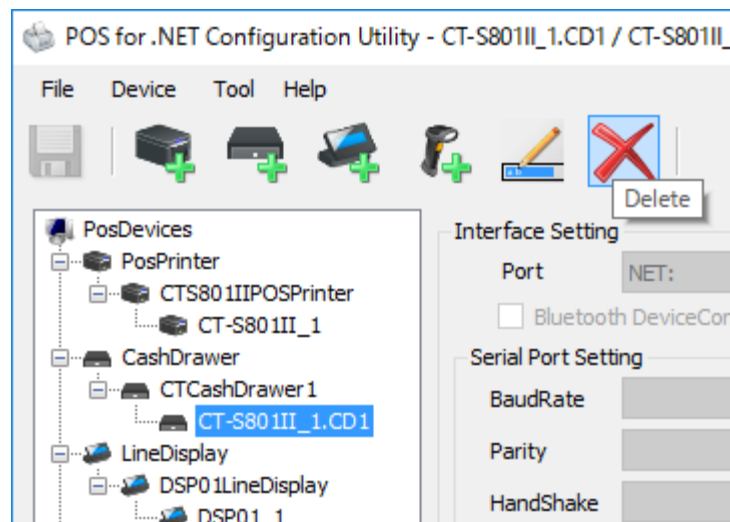 POS for .NET Configuration Utility - CT-S801II_1.CD1 / CT-S801II_
File Device Tool Help
Delete
PosDevices
PosPrinter
CTS801IIPOSPrinter
CT-S801II_1
CashDrawer
CTCashDrawer1
CT-S801II_1.CD1
LineDisplay
DSP01LineDisplay
DSP01_1
Interface Setting
Port NET:
Bluetooth DeviceCor
Serial Port Setting
BaudRate
Parity
HandShake